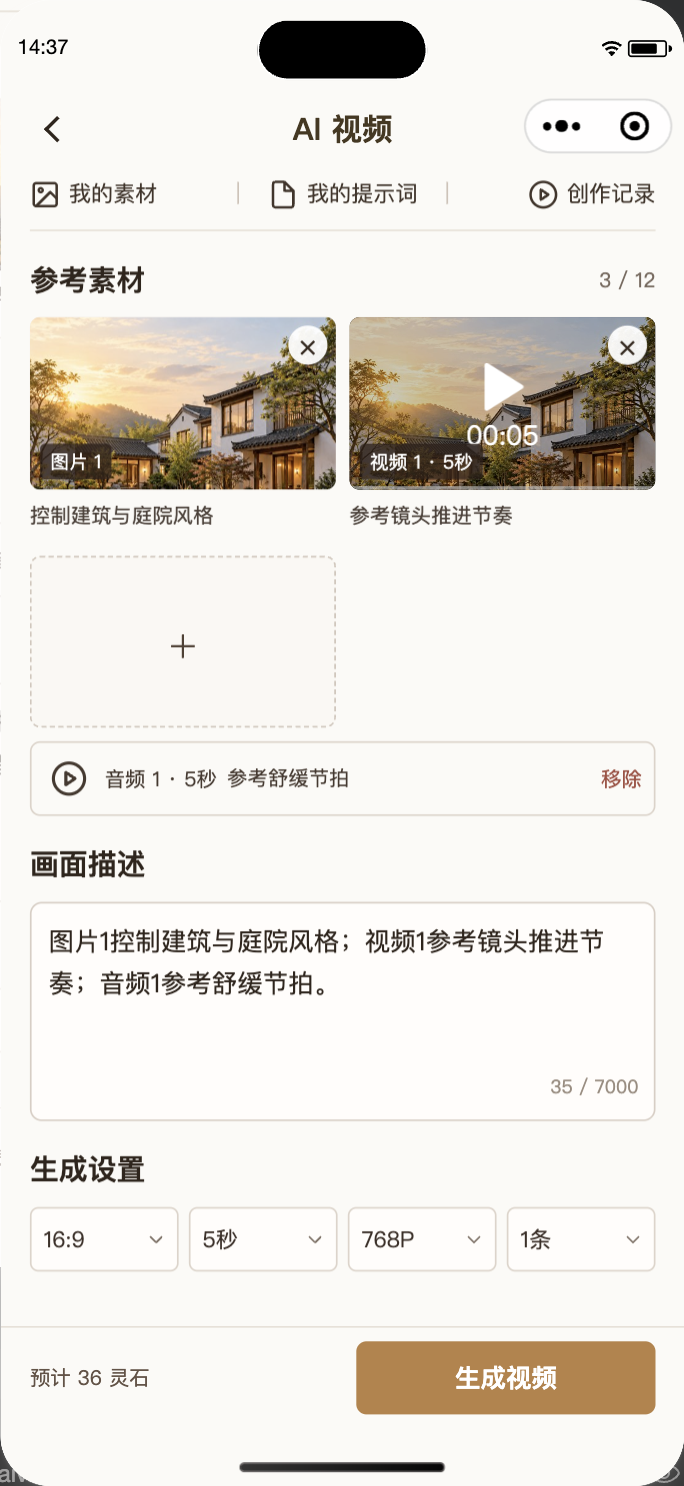 14:37
AI 视频
我的素材
我的提示词
创作记录
参考素材
3 / 12
图片 1
00:05
视频 1 · 5秒
控制建筑与庭院风格
参考镜头推进节奏
音频 1 · 5秒 参考舒缓节拍
移除
画面描述
图片1控制建筑与庭院风格；视频1参考镜头推进节
奏；音频1参考舒缓节拍。
35 / 7000
生成设置
16:9
5秒
768P
1条
预计 36 灵石
生成视频